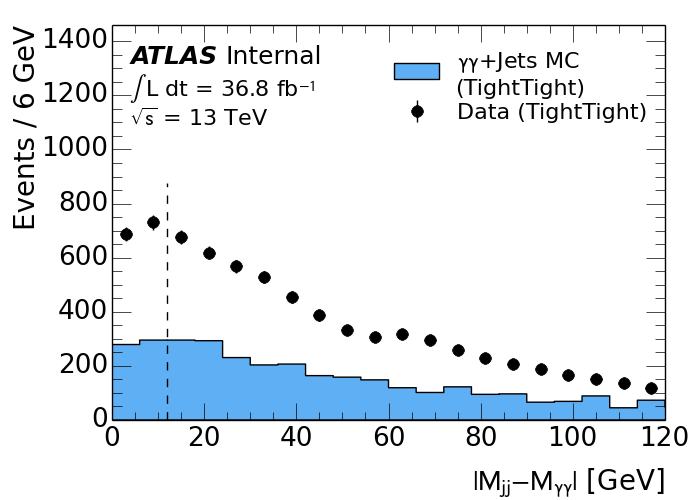 ATLAS Internal
∫L dt = 36.8 fb⁻¹
√s = 13 TeV
γγ+Jets MC
(TightTight)
Data (TightTight)
Events / 6 GeV
1400
1200
1000
800
600
400
200
0
0 20 40 60 80 100 120
|Mjj−Mγγ| [GeV]